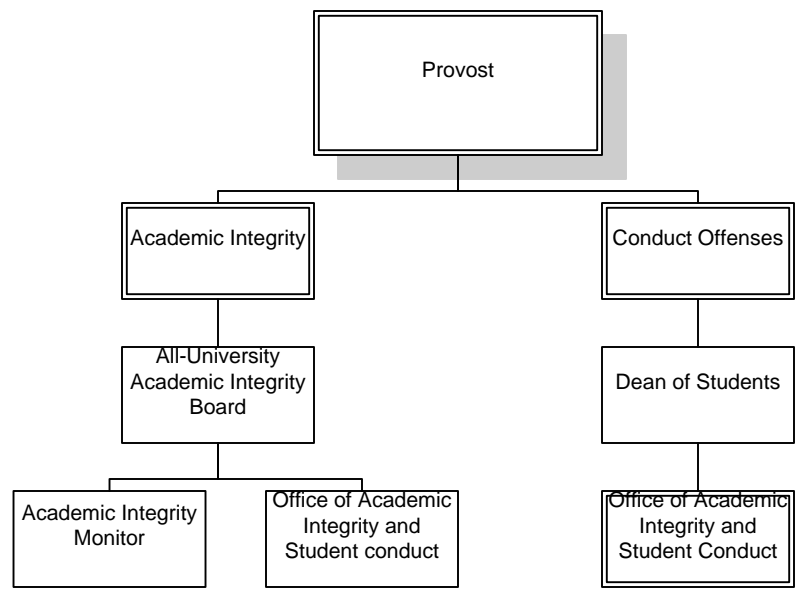 Provost
Academic Integrity
Conduct Offenses
All-University
Academic Integrity
Board
Dean of Students
Academic Integrity
Monitor
Office of Academic
Integrity and
Student conduct
Office of Academic
Integrity and
Student Conduct